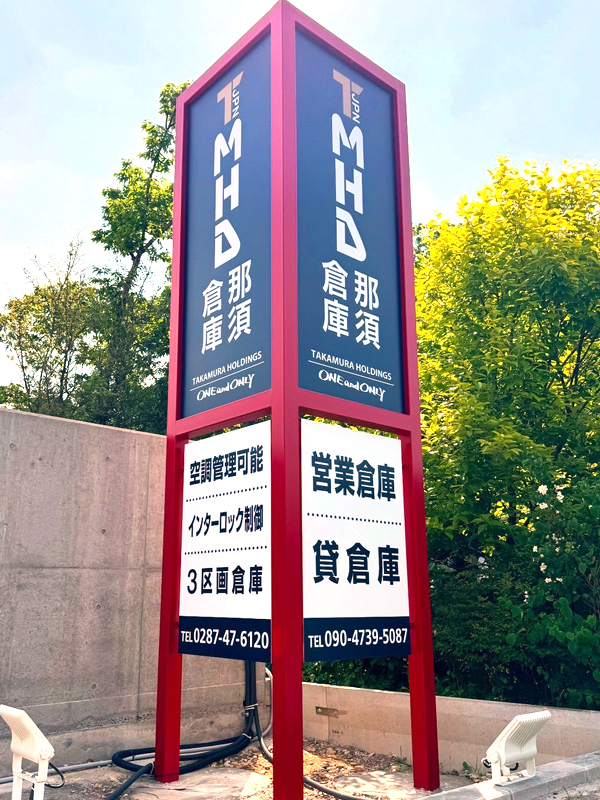 T JPN
MHD
那須
倉庫
TAKAMURA HOLDINGS
ONE and ONLY
空調管理可能
インターロック制御
3区画倉庫
TEL 0287-47-6120
T JPN
MHD
那須
倉庫
TAKAMURA HOLDINGS
ONE and ONLY
営業倉庫
貸倉庫
TEL 090-4739-5087